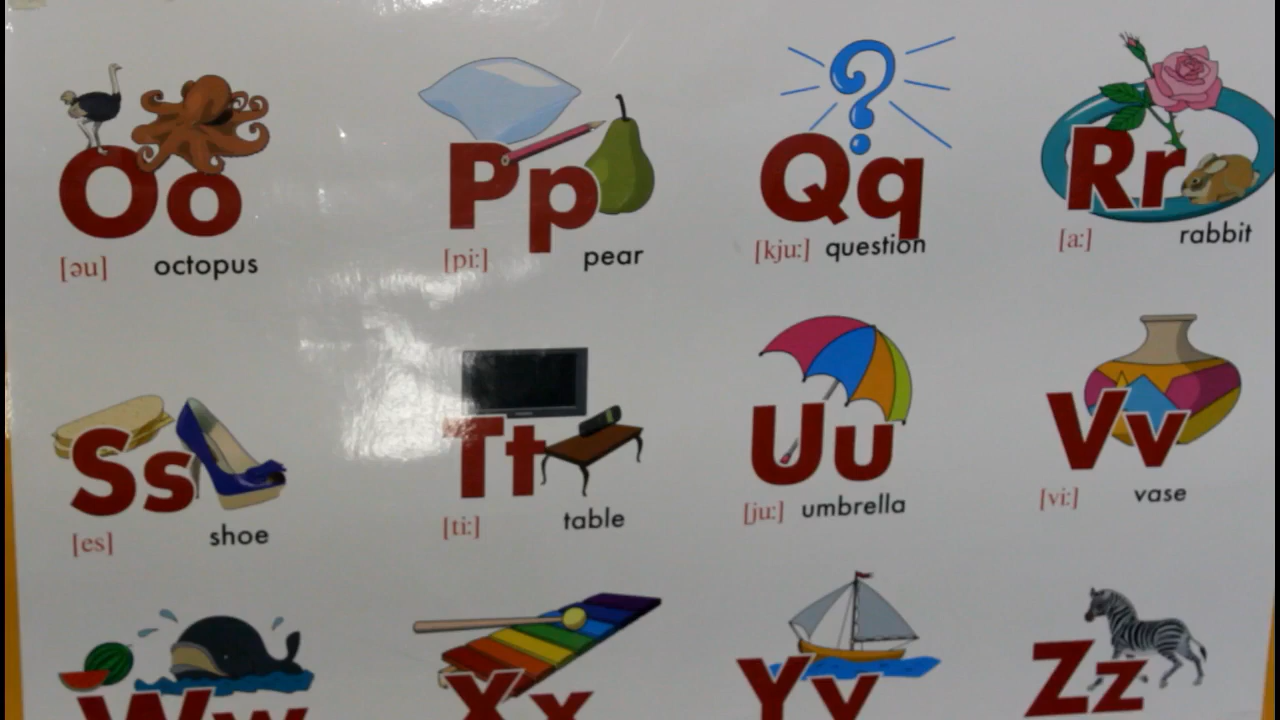 Oo Pp Qq Rr
[əu] octopus [pi:] pear [kju:] question [a:] rabbit
Ss Tt Uu Vv
[es] shoe [ti:] table [ju:] umbrella [vi:] vase
Ww Xx Yy Zz